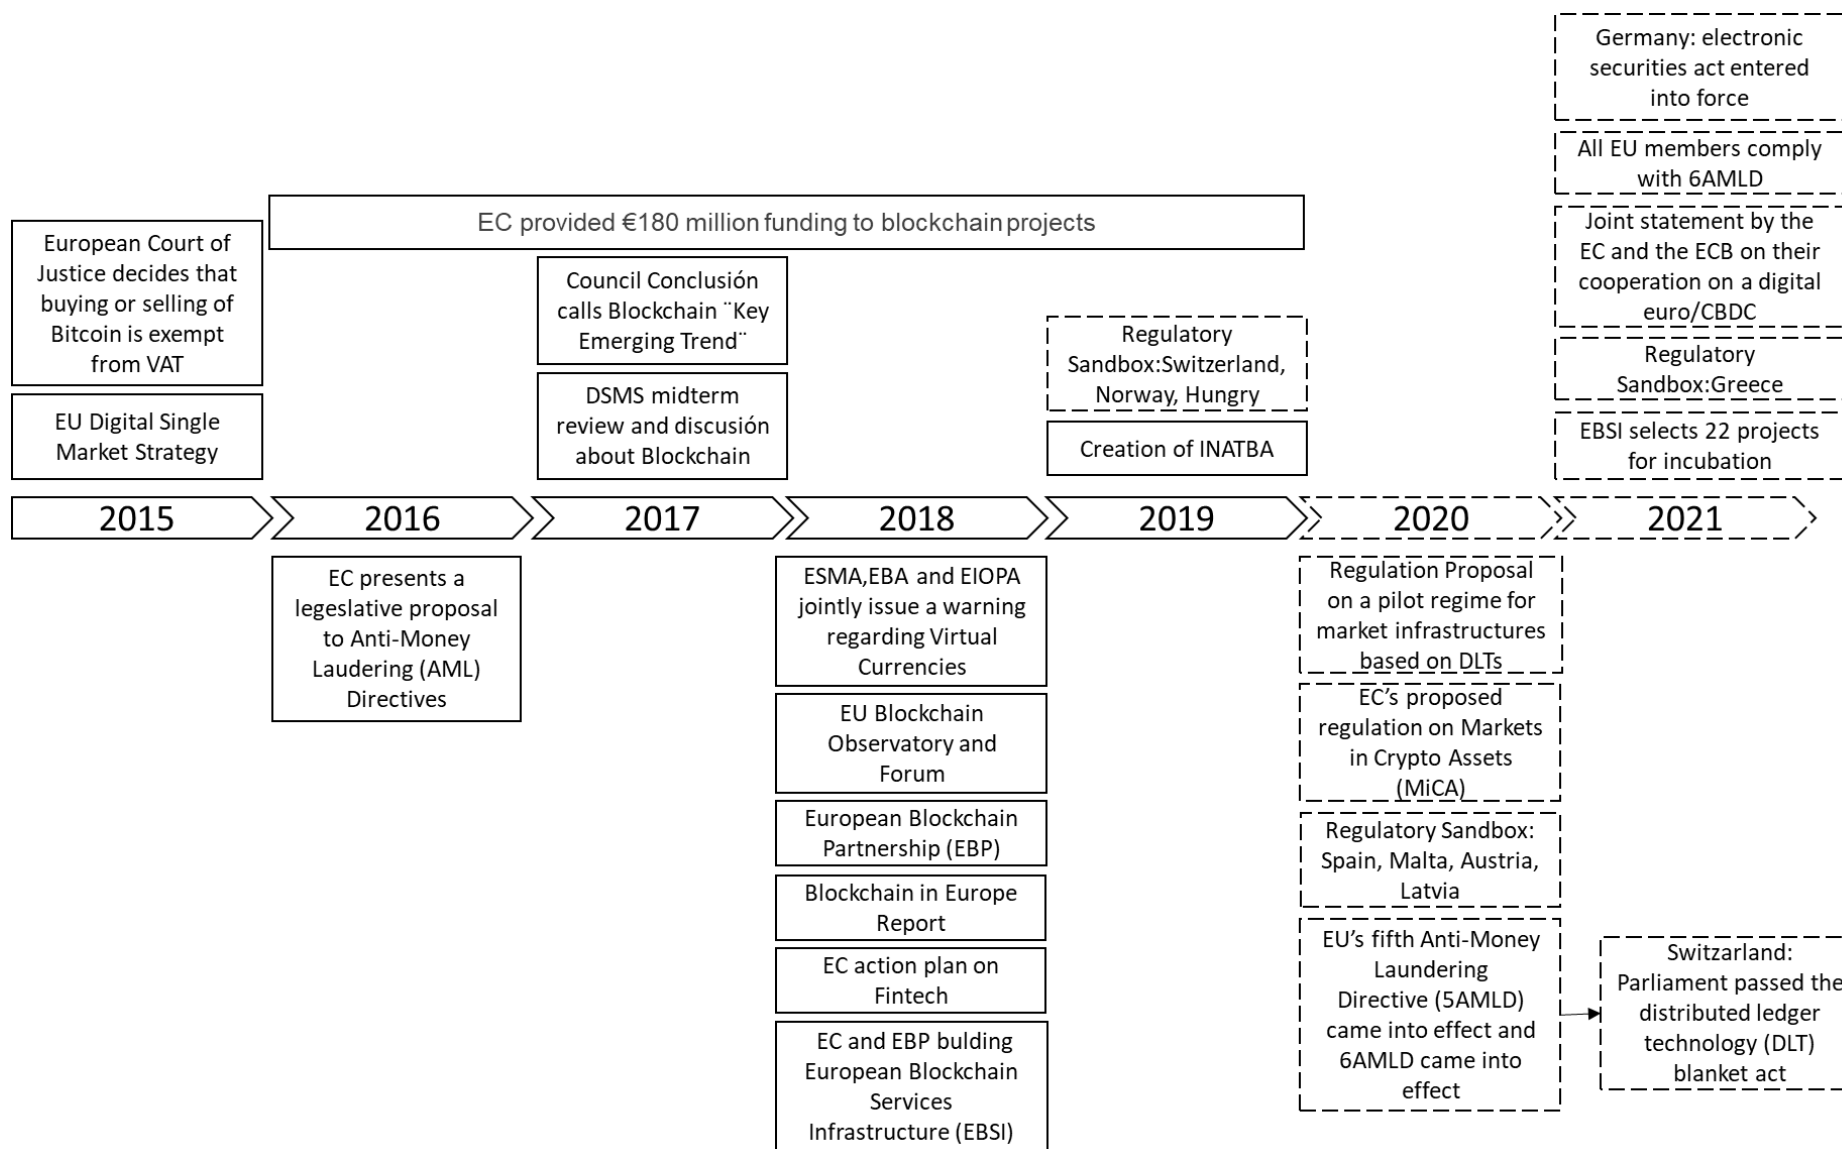 Germany: electronic
securities act entered
into force
All EU members comply
with 6AMLD
Joint statement by the
EC and the ECB on their
cooperation on a digital
euro/CBDC
Regulatory
Sandbox:Greece
EBSI selects 22 projects
for incubation
EC provided €180 million funding to blockchain projects
European Court of
Justice decides that
buying or selling of
Bitcoin is exempt
from VAT
EU Digital Single
Market Strategy
Council Conclusión
calls Blockchain ¨Key
Emerging Trend¨
DSMS midterm
review and discusión
about Blockchain
Regulatory
Sandbox:Switzerland,
Norway, Hungry
Creation of INATBA
2015
2016
2017
2018
2019
2020
2021
EC presents a
legeslative proposal
to Anti-Money
Laudering (AML)
Directives
ESMA,EBA and EIOPA
jointly issue a warning
regarding Virtual
Currencies
EU Blockchain
Observatory and
Forum
European Blockchain
Partnership (EBP)
Blockchain in Europe
Report
EC action plan on
Fintech
EC and EBP bulding
European Blockchain
Services
Infrastructure (EBSI)
Regulation Proposal
on a pilot regime for
market infrastructures
based on DLTs
EC’s proposed
regulation on Markets
in Crypto Assets
(MiCA)
Regulatory Sandbox:
Spain, Malta, Austria,
Latvia
EU’s fifth Anti-Money
Laundering
Directive (5AMLD)
came into effect and
6AMLD came into
effect
Switzarland:
Parliament passed the
distributed ledger
technology (DLT)
blanket act